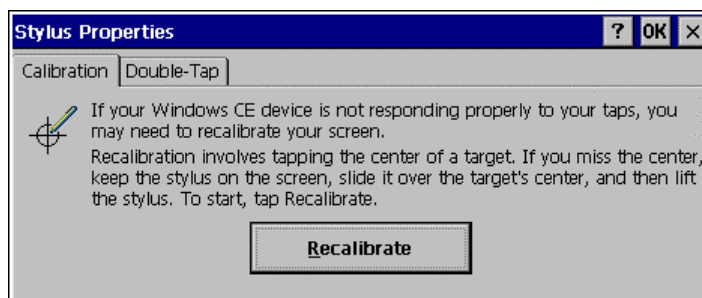 Stylus Properties ? OK ×
Calibration Double-Tap
If your Windows CE device is not responding properly to your taps, you
may need to recalibrate your screen.
Recalibration involves tapping the center of a target. If you miss the center,
keep the stylus on the screen, slide it over the target's center, and then lift
the stylus. To start, tap Recalibrate.
Recalibrate